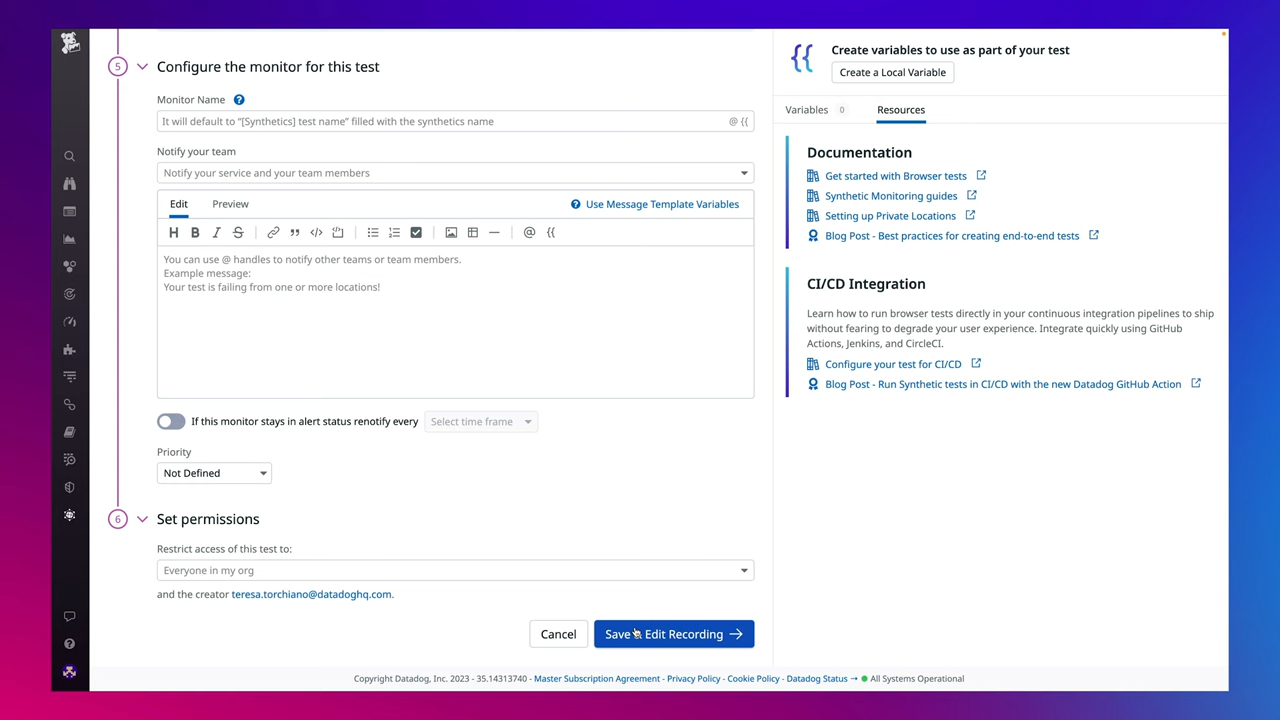 5 Configure the monitor for this test
Monitor Name
It will default to “[Synthetics] test name” filled with the synthetics name @ {{
Notify your team
Notify your service and your team members
Edit Preview Use Message Template Variables
You can use @ handles to notify other teams or team members.
Example message:
Your test is failing from one or more locations!
If this monitor stays in alert status renotify every Select time frame
Priority
Not Defined
6 Set permissions
Restrict access of this test to:
Everyone in my org
and the creator teresa.torchiano@datadoghq.com.
Cancel Save & Edit Recording
Create variables to use as part of your test
Create a Local Variable
Variables 0 Resources
Documentation
Get started with Browser tests
Synthetic Monitoring guides
Setting up Private Locations
Blog Post - Best practices for creating end-to-end tests
CI/CD Integration
Learn how to run browser tests directly in your continuous integration pipelines to ship
without fearing to degrade your user experience. Integrate quickly using GitHub
Actions, Jenkins, and CircleCI.
Configure your test for CI/CD
Blog Post - Run Synthetic tests in CI/CD with the new Datadog GitHub Action
Copyright Datadog, Inc. 2023 - 35.14313740 - Master Subscription Agreement - Privacy Policy - Cookie Policy - Datadog Status → All Systems Operational